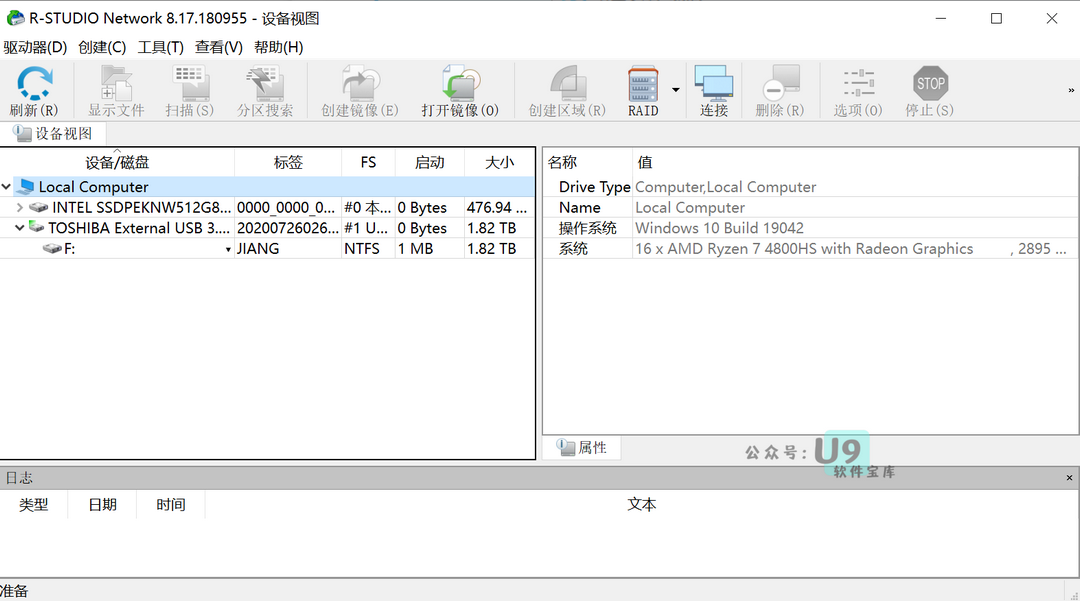 R-STUDIO Network 8.17.180955 - 设备视图
驱动器(D) 创建(C) 工具(T) 查看(V) 帮助(H)
刷新(R) 显示文件 扫描(S) 分区搜索 创建镜像(E) 打开镜像(O) 创建区域(R) RAID 连接 删除(R) 选项(O) STOP 停止(S) »
设备视图
设备/磁盘 标签 FS 启动 大小
Local Computer
INTEL SSDPEKNW512G8... 0000_0000_0... #0 本... 0 Bytes 476.94 ...
TOSHIBA External USB 3.... 20200726026... #1 U... 0 Bytes 1.82 TB
F: JIANG NTFS 1 MB 1.82 TB
名称 值
Drive Type Computer,Local Computer
Name Local Computer
操作系统 Windows 10 Build 19042
系统 16 x AMD Ryzen 7 4800HS with Radeon Graphics , 2895 ...
属性
公众号: U9
软件宝库
日志
类型 日期 时间 文本
准备